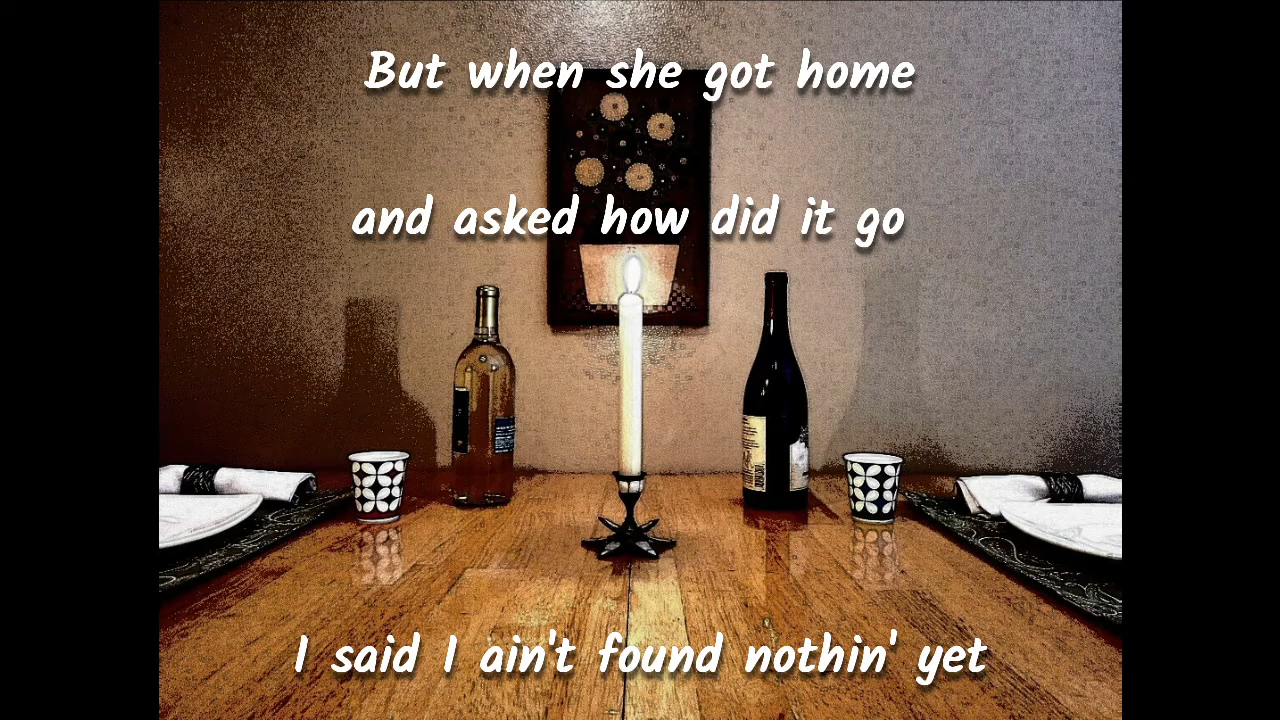 But when she got home
and asked how did it go
I said I ain't found nothin' yet